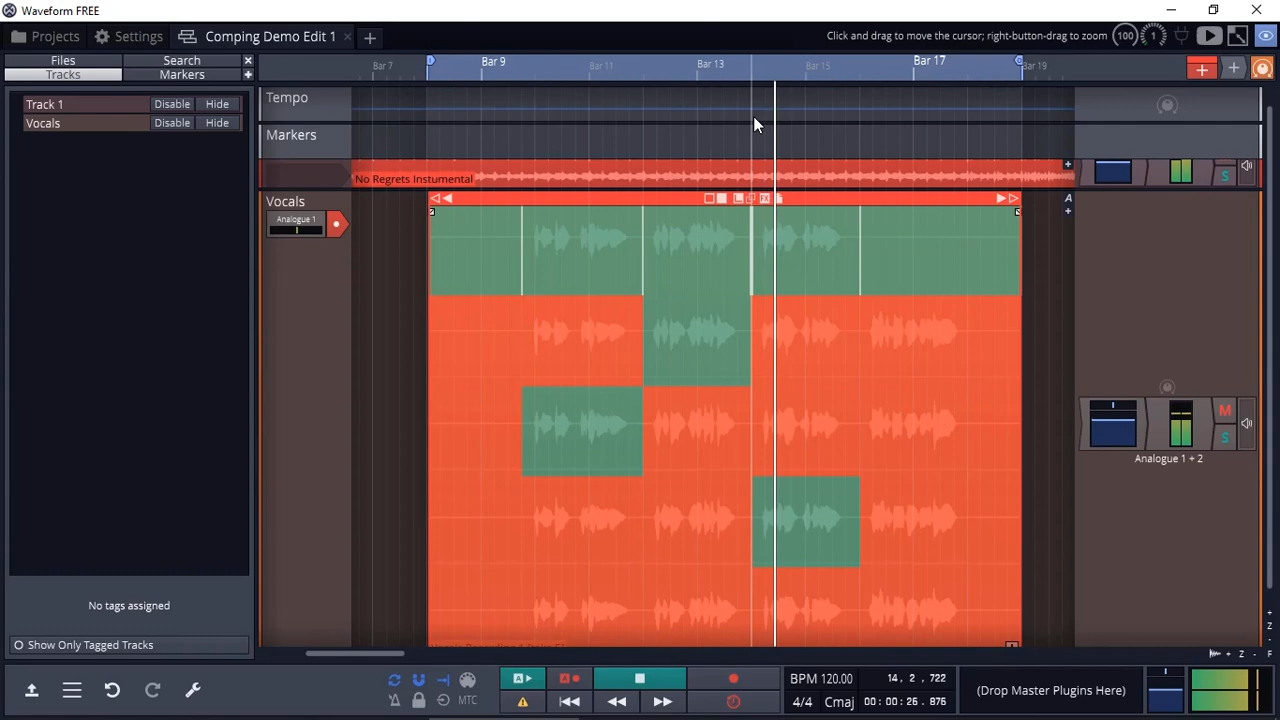 Waveform FREE
Projects
Settings
Comping Demo Edit 1
Click and drag to move the cursor; right-button-drag to zoom
100
1
Files
Search
Tracks
Markers
Track 1
Disable
Hide
Vocals
Disable
Hide
No tags assigned
Show Only Tagged Tracks
Bar 7
Bar 9
Bar 11
Bar 13
Bar 15
Bar 17
Bar 19
Tempo
Markers
No Regrets Instumental
S
Vocals
Analogue 1
FX
A
M
S
Analogue 1 + 2
Z
F
Z
MTC
A
A
BPM 120.00
14, 2, 722
4/4
Cmaj
00:00:25.875
(Drop Master Plugins Here)